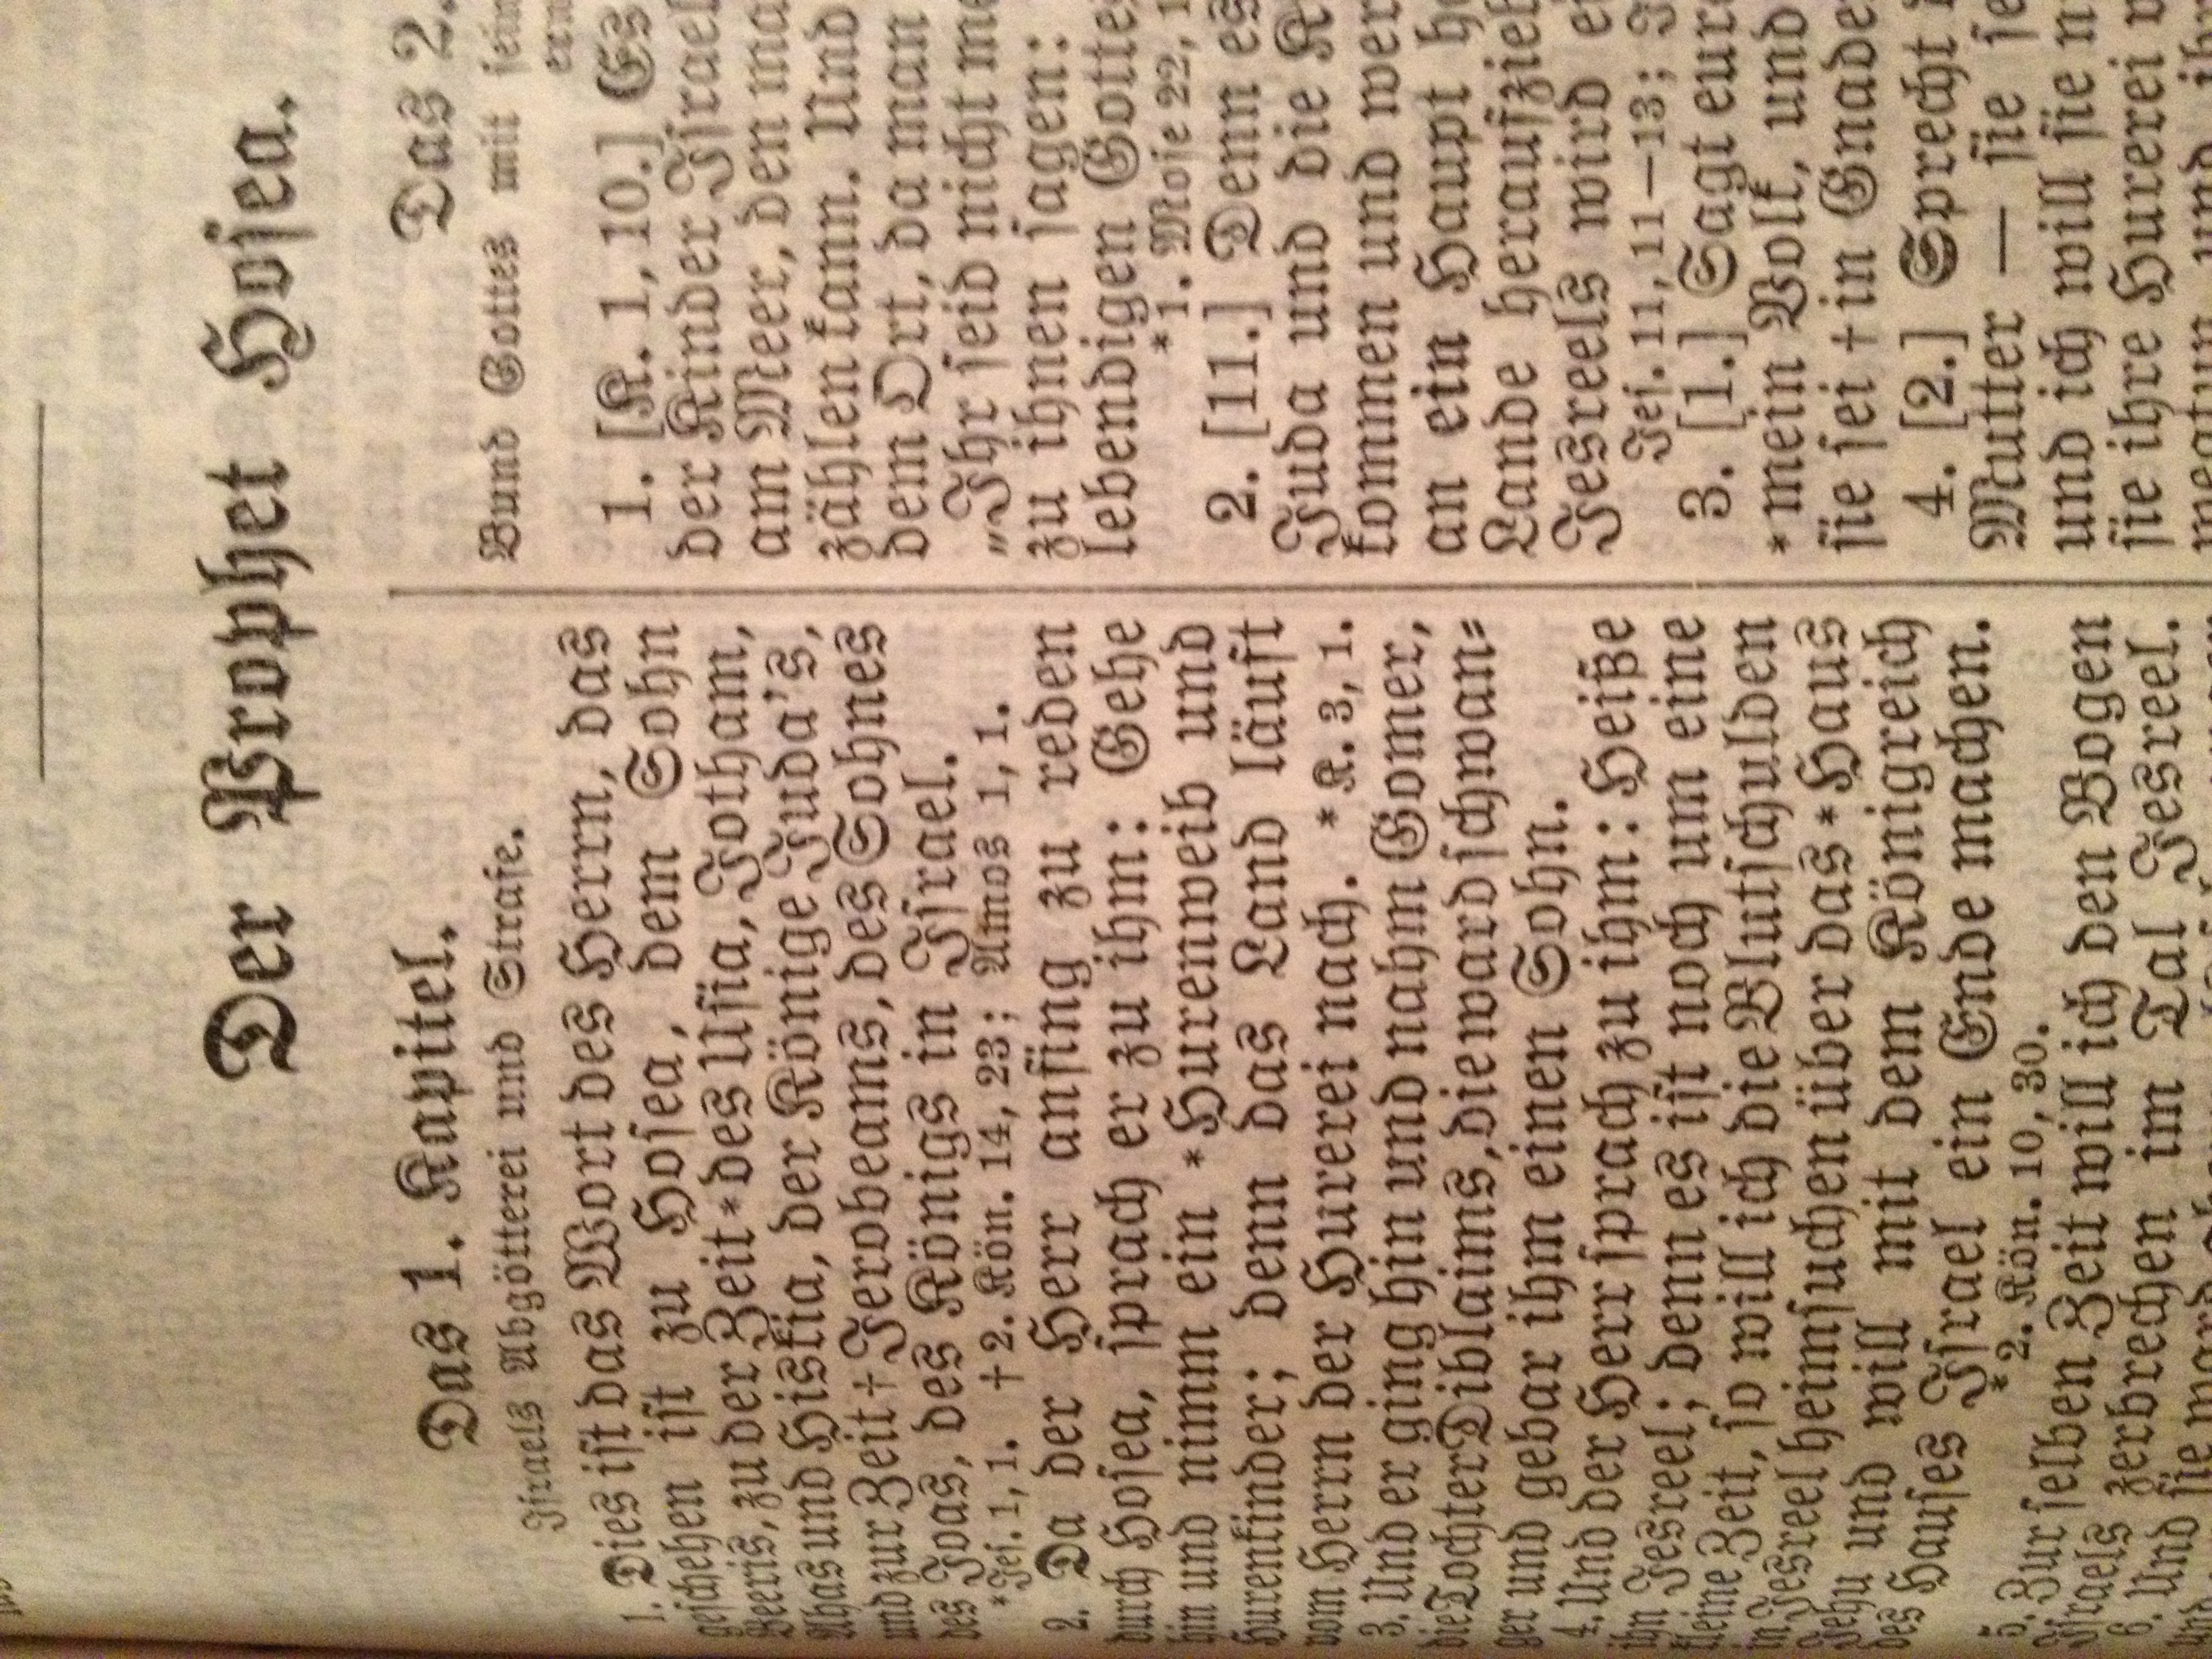 Der Prophet Hosea.
Das 1. Kapitel.
Israels Abgötterei und Strafe.
1. Dies ist das Wort des Herrn, das
geschehen ist zu Hosea, dem Sohn
Beeris, zu der Zeit *des Usia, Jotham,
Ahas und Hiskia, der Könige Juda's,
und zur Zeit †Jerobeams, des Sohnes
des Joas, des Königs in Israel.
*Jes. 1, 1. †2. Kön. 14, 23; Amos 1, 1.
2. Da der Herr anfing zu reden
durch Hosea, sprach er zu ihm: Gehe
hin und nimm ein *Hurenweib und
Hurenkinder; denn das Land läuft
vom Herrn der Hurerei nach. *K. 3, 1.
3. Und er ging hin und nahm Gomer,
die Tochter Diblaims, die ward schwan⸗
ger und gebar ihm einen Sohn.
4. Und der Herr sprach zu ihm: Heiße
ihn Jesreel; denn es ist noch um eine
kleine Zeit, so will ich die Blutschulden
in Jesreel heimsuchen über das *Haus
Jehu und will mit dem Königreich
des Hauses Israel ein Ende machen.
*2. Kön. 10, 30.
5. Zur selben Zeit will ich den Bogen
Israels zerbrechen im Tal Jesreel.
6. Und sie ward
Das 2.
Bund Gottes mit sein
ern
1. [K. 1, 10.] Es
der Kinder Israel
am Meer, den ma
zählen kann. Und
dem Ort, da man
„Ihr seid nicht me
zu ihnen sagen:
lebendigen Gotte
*1. Mose 22, 1
2. [11.] Denn es
Juda und die K
kommen und wer
an ein Haupt h
Lande heraufzieh
Jesreels wird ei
Jes. 11, 11–13; J
3. [1.] Sagt eur
*mein Volk, und
sie sei †in Gnade
4. [2.] Sprecht
Mutter — sie se
und ich will sie n
sie ihre Hurerei v